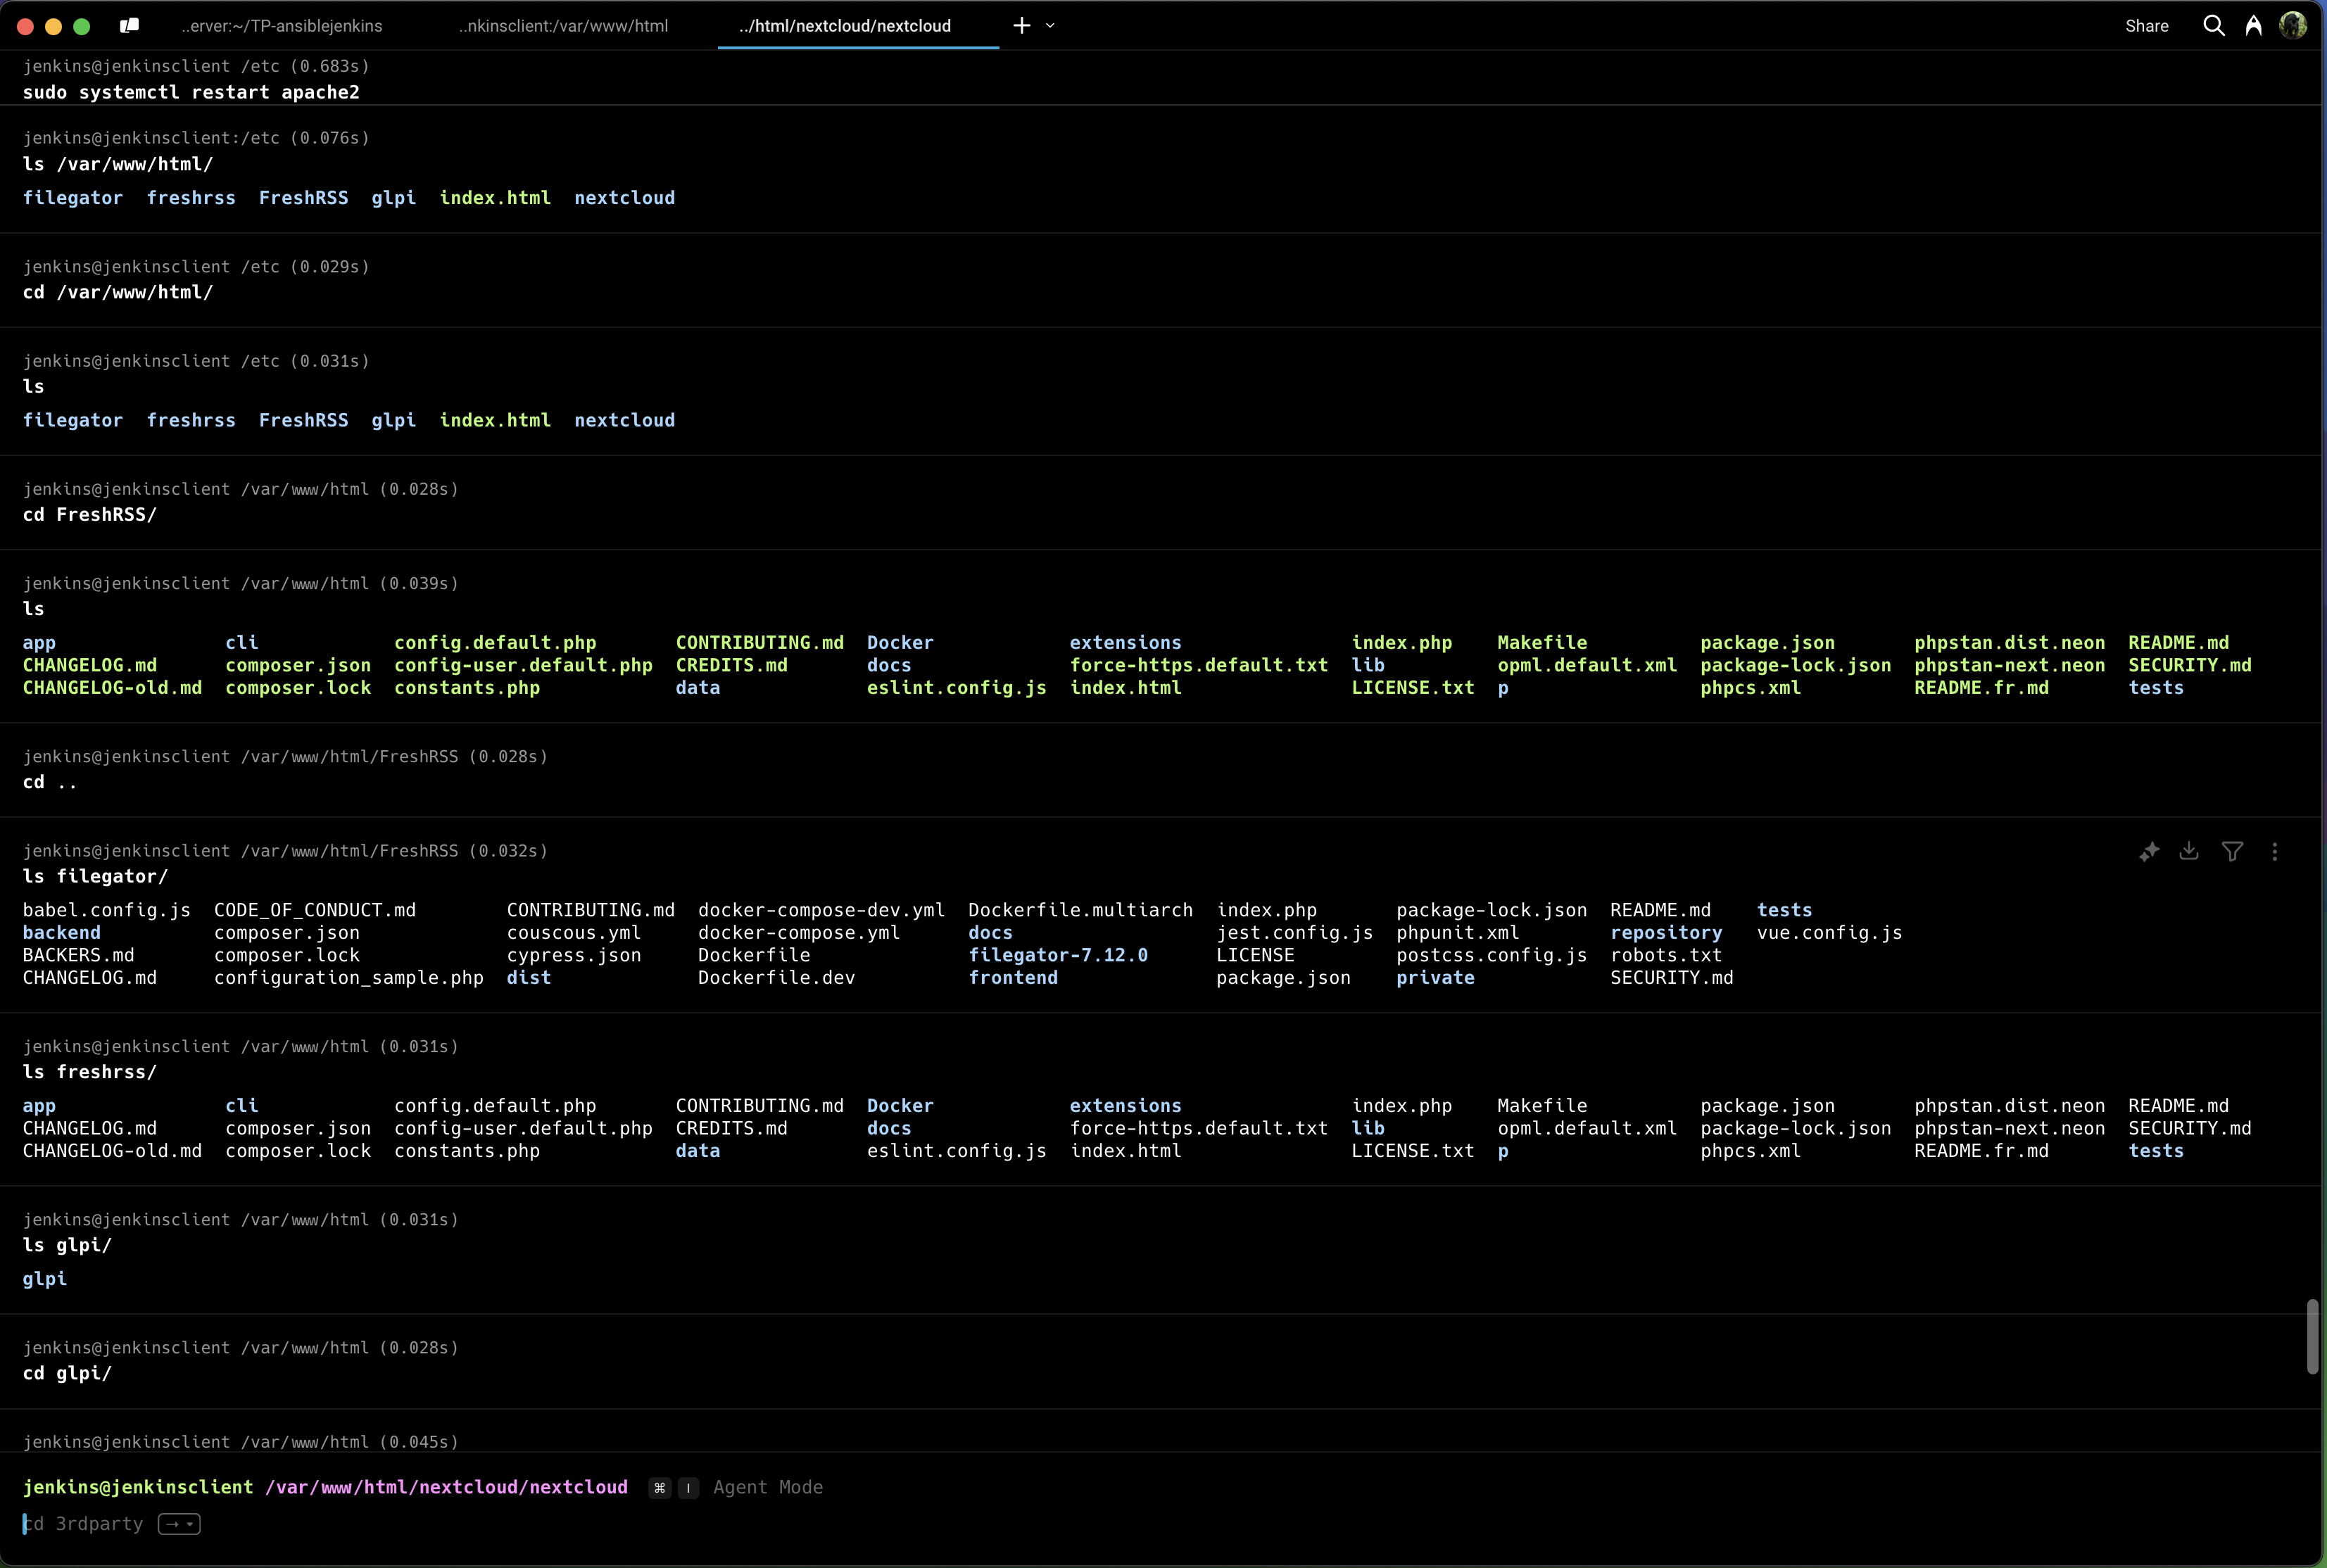 ..erver:~/TP-ansiblejenkins ..nkinsclient:/var/www/html ../html/nextcloud/nextcloud Share
jenkins@jenkinsclient /etc (0.683s)
sudo systemctl restart apache2
jenkins@jenkinsclient:/etc (0.076s)
ls /var/www/html/
filegator freshrss FreshRSS glpi index.html nextcloud
jenkins@jenkinsclient /etc (0.029s)
cd /var/www/html/
jenkins@jenkinsclient /etc (0.031s)
ls
filegator freshrss FreshRSS glpi index.html nextcloud
jenkins@jenkinsclient /var/www/html (0.028s)
cd FreshRSS/
jenkins@jenkinsclient /var/www/html (0.039s)
ls
app cli config.default.php CONTRIBUTING.md Docker extensions index.php Makefile package.json phpstan.dist.neon README.md
CHANGELOG.md composer.json config-user.default.php CREDITS.md docs force-https.default.txt lib opml.default.xml package-lock.json phpstan-next.neon SECURITY.md
CHANGELOG-old.md composer.lock constants.php data eslint.config.js index.html LICENSE.txt p phpcs.xml README.fr.md tests
jenkins@jenkinsclient /var/www/html/FreshRSS (0.028s)
cd ..
jenkins@jenkinsclient /var/www/html/FreshRSS (0.032s)
ls filegator/
babel.config.js CODE_OF_CONDUCT.md CONTRIBUTING.md docker-compose-dev.yml Dockerfile.multiarch index.php package-lock.json README.md tests
backend composer.json couscous.yml docker-compose.yml docs jest.config.js phpunit.xml repository vue.config.js
BACKERS.md composer.lock cypress.json Dockerfile filegator-7.12.0 LICENSE postcss.config.js robots.txt
CHANGELOG.md configuration_sample.php dist Dockerfile.dev frontend package.json private SECURITY.md
jenkins@jenkinsclient /var/www/html (0.031s)
ls freshrss/
app cli config.default.php CONTRIBUTING.md Docker extensions index.php Makefile package.json phpstan.dist.neon README.md
CHANGELOG.md composer.json config-user.default.php CREDITS.md docs force-https.default.txt lib opml.default.xml package-lock.json phpstan-next.neon SECURITY.md
CHANGELOG-old.md composer.lock constants.php data eslint.config.js index.html LICENSE.txt p phpcs.xml README.fr.md tests
jenkins@jenkinsclient /var/www/html (0.031s)
ls glpi/
glpi
jenkins@jenkinsclient /var/www/html (0.028s)
cd glpi/
jenkins@jenkinsclient /var/www/html (0.045s)
jenkins@jenkinsclient /var/www/html/nextcloud/nextcloud ⌘ I Agent Mode
cd 3rdparty →